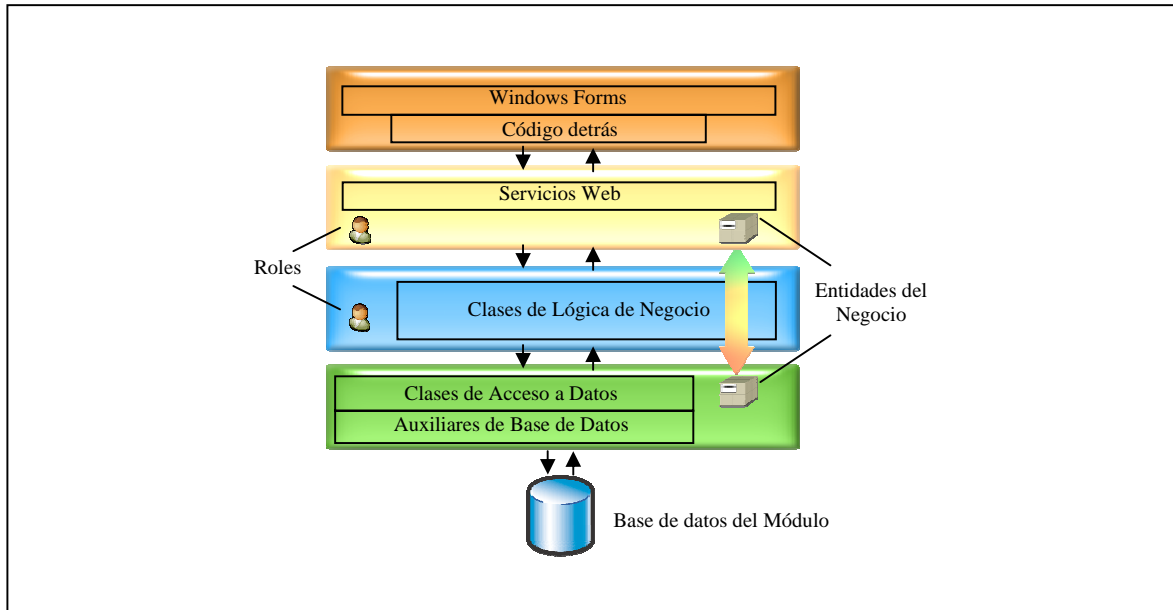 Windows Forms
Código detrás
Servicios Web
Roles
Clases de Lógica de Negocio
Entidades del
Negocio
Clases de Acceso a Datos
Auxiliares de Base de Datos
Base de datos del Módulo